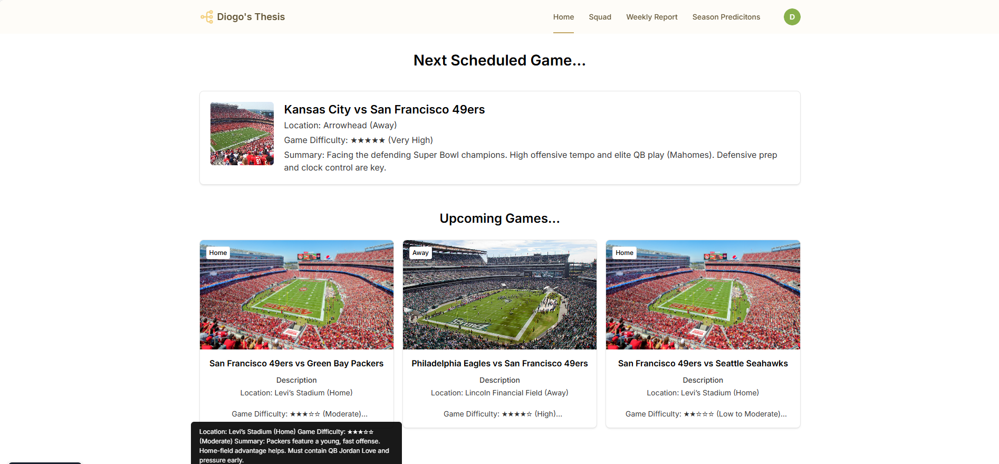 Diogo's Thesis
Home
Squad
Weekly Report
Season Predicitons
D
Next Scheduled Game...
Kansas City vs San Francisco 49ers
Location: Arrowhead (Away)
Game Difficulty: ★★★★★ (Very High)
Summary: Facing the defending Super Bowl champions. High offensive tempo and elite QB play (Mahomes). Defensive prep
and clock control are key.
Upcoming Games...
Home
San Francisco 49ers vs Green Bay Packers
Description
Location: Levi’s Stadium (Home)
Game Difficulty: ★★★☆☆ (Moderate)...
Away
EAGLES
Philadelphia Eagles vs San Francisco 49ers
Description
Location: Lincoln Financial Field (Away)
Game Difficulty: ★★★★☆ (High)...
Home
San Francisco 49ers vs Seattle Seahawks
Description
Location: Levi’s Stadium (Home)
Game Difficulty: ★★☆☆☆ (Low to Moderate)...
Location: Levi’s Stadium (Home) Game Difficulty: ★★★☆☆
(Moderate) Summary: Packers feature a young, fast offense.
Home-field advantage helps. Must contain QB Jordan Love and
pressure early.